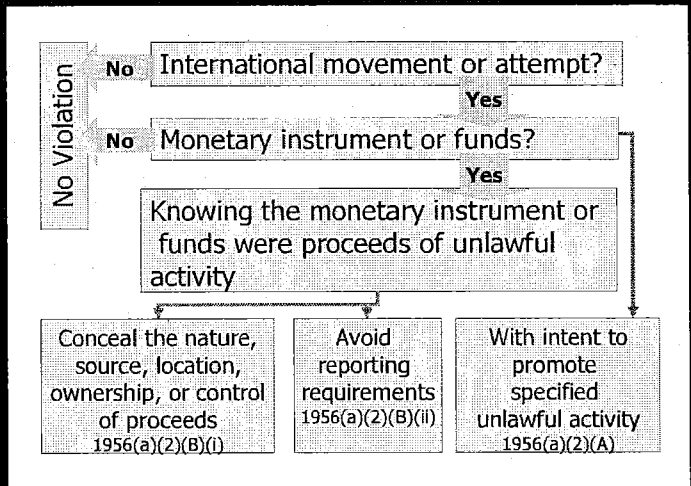 No Violation
No
International movement or attempt?
Yes
No
Monetary instrument or funds?
Yes
Knowing the monetary instrument or
funds were proceeds of unlawful
activity
Conceal the nature,
source, location,
ownership, or control
of proceeds
1956(a)(2)(B)(i)
Avoid
reporting
requirements
1956(a)(2)(B)(ii)
With intent to
promote
specified
unlawful activity
1956(a)(2)(A)